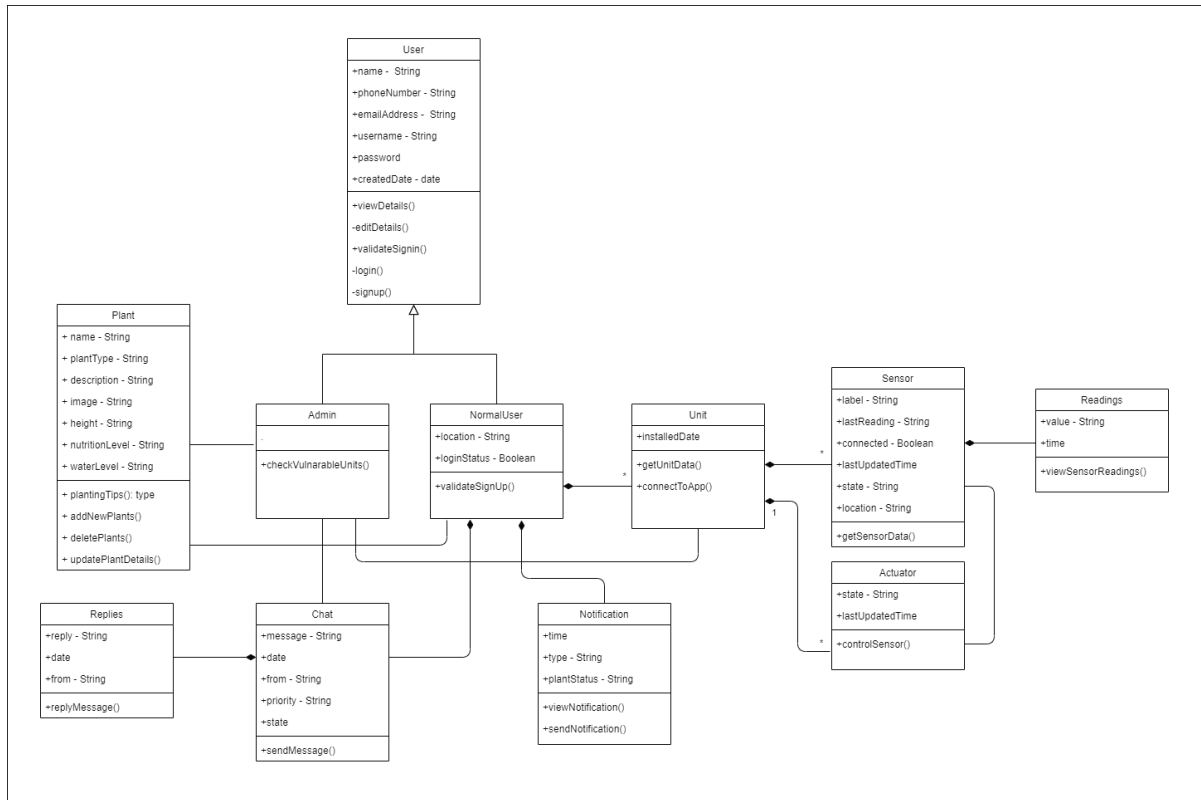 User
+name -  String
+phoneNumber - String
+emailAddress -  String
+username - String
+password
+createdDate - date
+viewDetails()
-editDetails()
+validateSignin()
-login()
-signup()
Plant
+ name - String
+ plantType - String
+ description - String
+ image - String
+ height - String
+ nutritionLevel - String
+ waterLevel - String
+ plantingTips(): type
+ addNewPlants()
+ deletePlants()
+ updatePlantDetails()
Admin
.
+checkVulnarableUnits()
NormalUser
+location - String
+loginStatus - Boolean
+validateSignUp()
*
Unit
+installedDate
+getUnitData()
+connectToApp()
*
1
*
Sensor
+label - String
+lastReading - String
+connected - Boolean
+lastUpdatedTime
+state - String
+location - String
+getSensorData()
Readings
+value - String
+time
+viewSensorReadings()
Actuator
+state - String
+lastUpdatedTime
+controlSensor()
Replies
+reply - String
+date
+from - String
+replyMessage()
Chat
+message - String
+date
+from - String
+priority - String
+state
+sendMessage()
Notification
+time
+type - String
+plantStatus - String
+viewNotification()
+sendNotification()